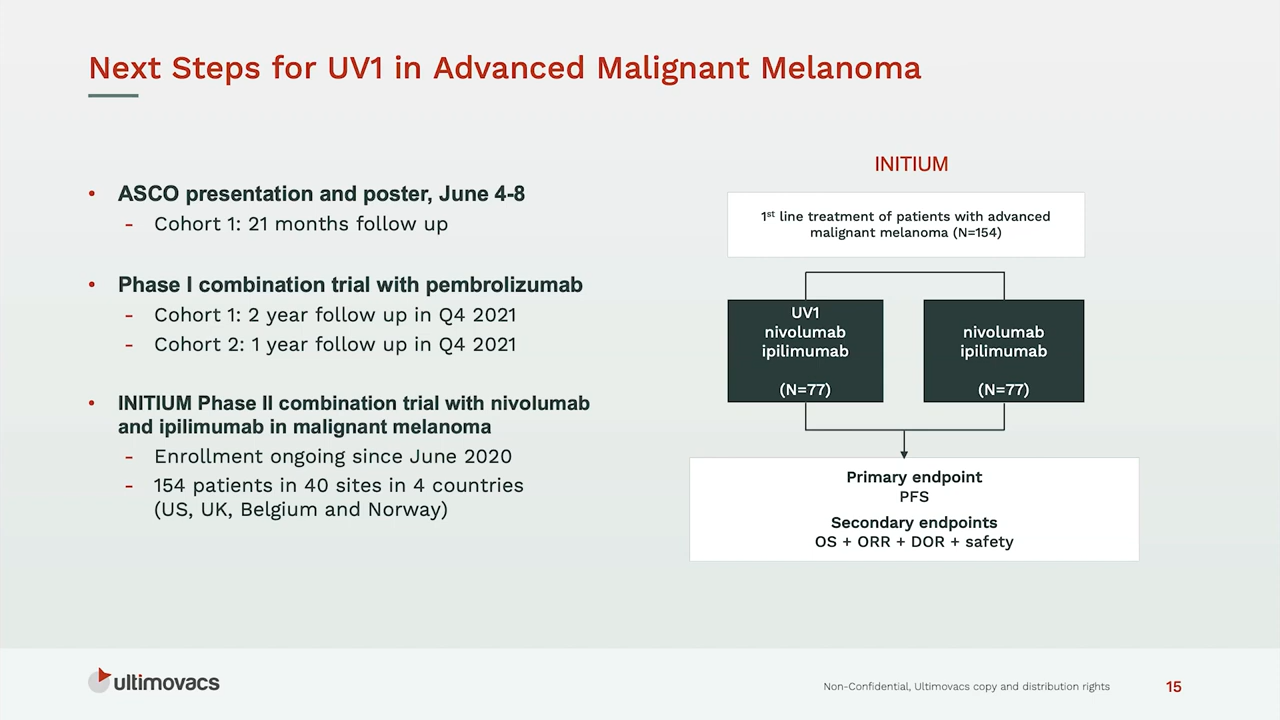 Next Steps for UV1 in Advanced Malignant Melanoma
• ASCO presentation and poster, June 4-8
- Cohort 1: 21 months follow up
• Phase I combination trial with pembrolizumab
- Cohort 1: 2 year follow up in Q4 2021
- Cohort 2: 1 year follow up in Q4 2021
• INITIUM Phase II combination trial with nivolumab
and ipilimumab in malignant melanoma
- Enrollment ongoing since June 2020
- 154 patients in 40 sites in 4 countries
(US, UK, Belgium and Norway)
INITIUM
1st line treatment of patients with advanced
malignant melanoma (N=154)
UV1
nivolumab
ipilimumab
(N=77)
nivolumab
ipilimumab
(N=77)
Primary endpoint
PFS
Secondary endpoints
OS + ORR + DOR + safety
ultimovacs
Non-Confidential, Ultimovacs copy and distribution rights
15